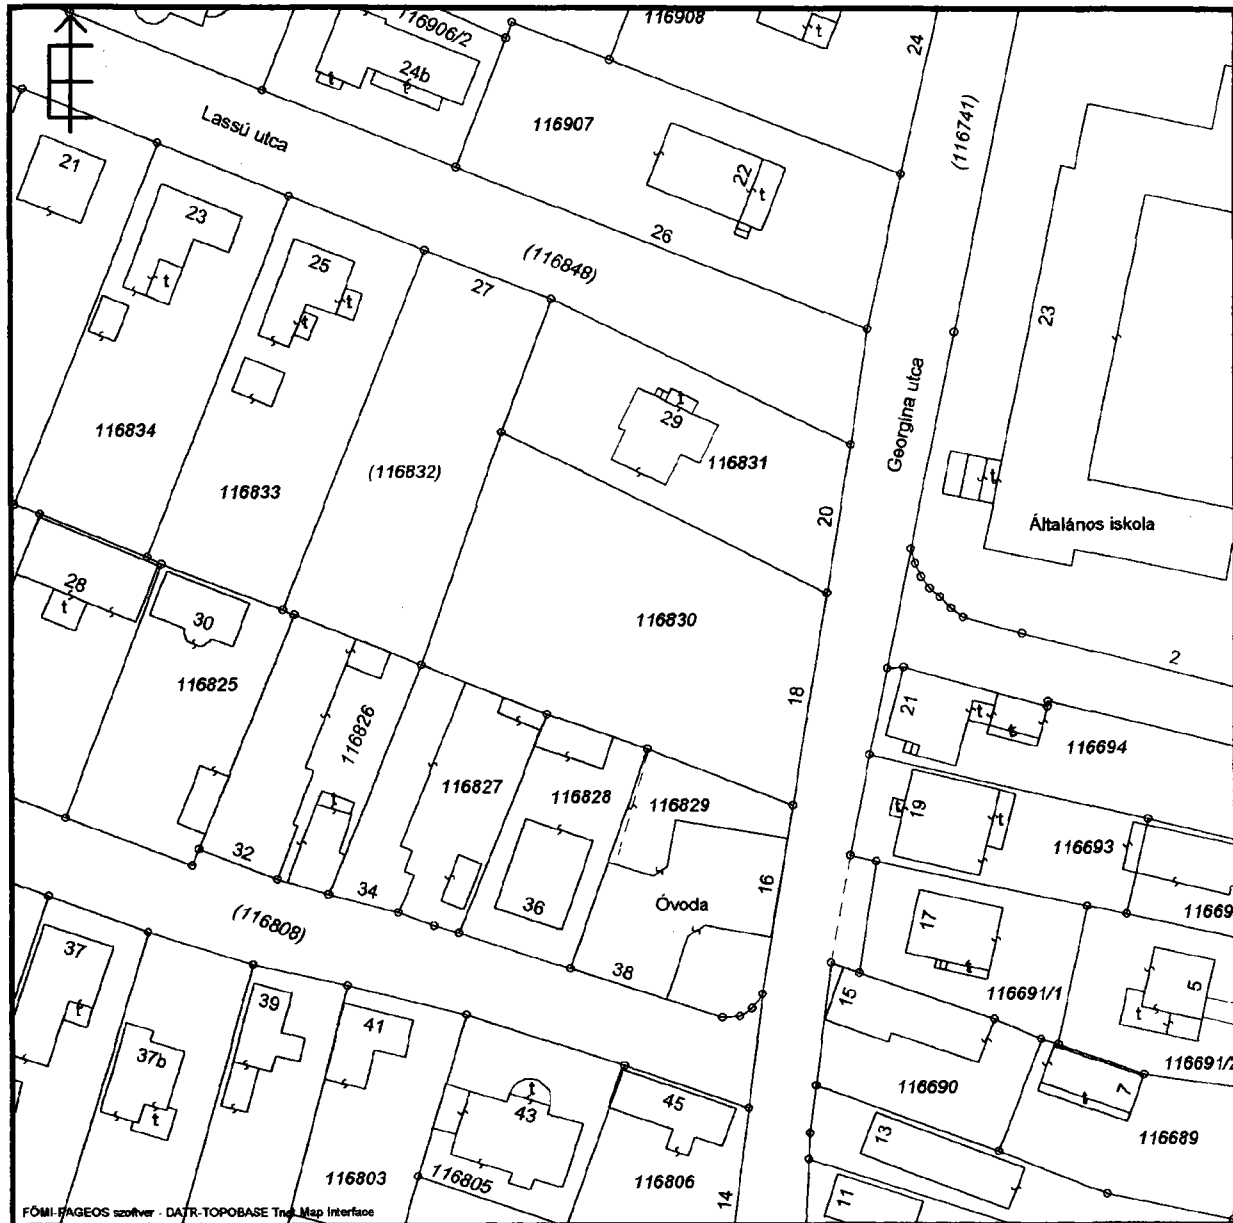 (116906/2
116908
24
24b
t
t
t
Lassú utca
116907
(116741)
21
22
t
23
26
25
(116848)
27
t
t
t
23
29
t
Georgina utca
116834
(116832)
116831
116833
20
t
Általános iskola
28
t
30
116830
2
116825
18
21
116826
t
t
116694
116827
116828
116829
19
t
t
t
32
34
36
16
116693
Óvoda
(116808)
17
11669
37
38
t
116691/1
5
39
15
t
t
41
37b
116691/2
t
t
43
45
116690
7
t
13
116689
116803
116805
116806
14
11
FÖMI-PAGEOS szoftver - DATR-TOPOBASE Tnet Map Interface